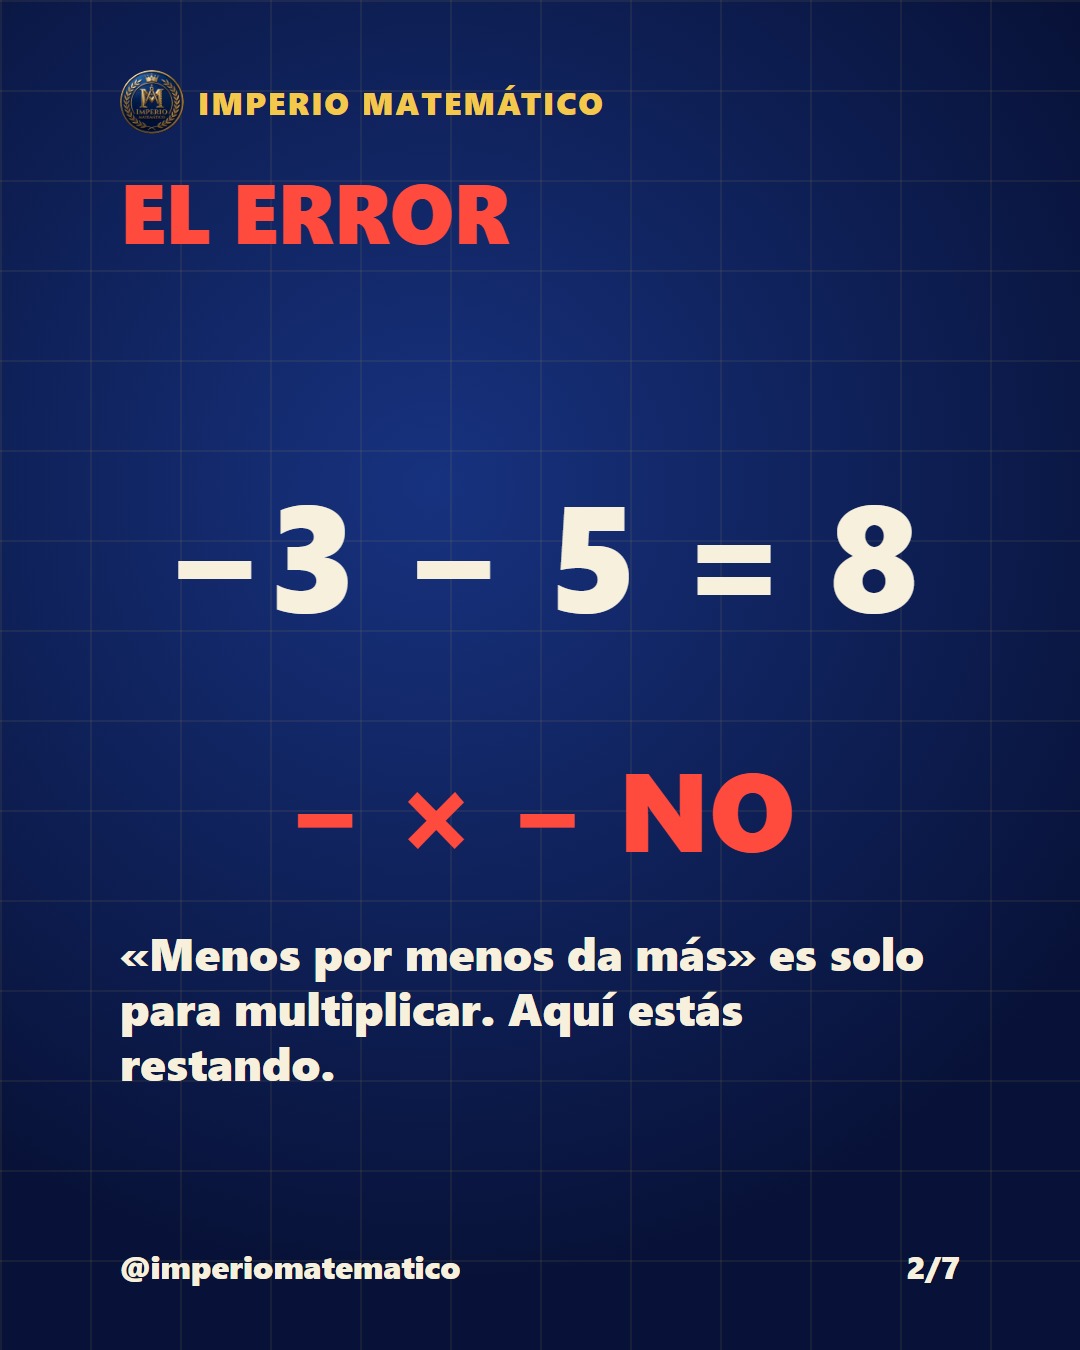 IMPERIO MATEMÁTICO
EL ERROR
−3 − 5 = 8
− × − NO
«Menos por menos da más» es solo
para multiplicar. Aquí estás
restando.
@imperiomatematico
2/7